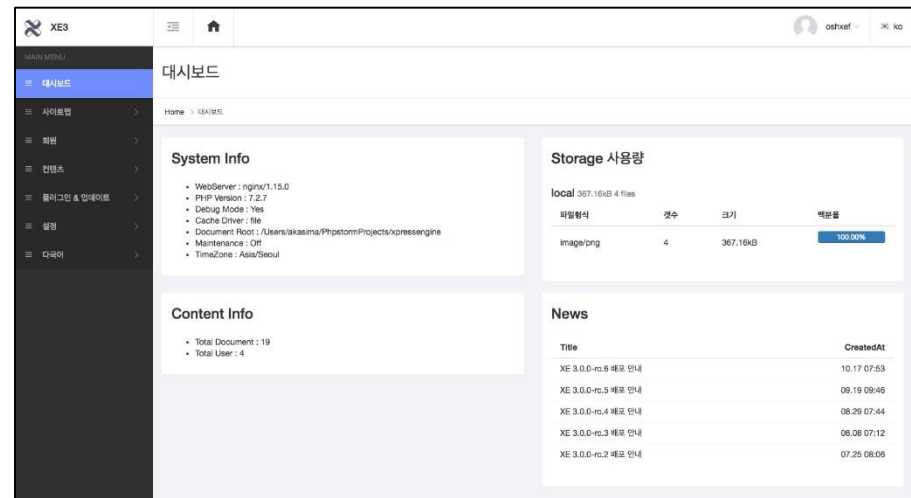 XE3
oshxef
ko
MAIN MENU
대시보드
사이트맵
회원
컨텐츠
플러그인 & 업데이트
설정
다국어
대시보드
Home > 대시보드
System Info
• WebServer : nginx/1.15.0
• PHP Version : 7.2.7
• Debug Mode : Yes
• Cache Driver : file
• Document Root : /Users/akasima/PhpstormProjects/xpressengine
• Maintenance : Off
• TimeZone : Asia/Seoul
Storage 사용량
local 367.16kB 4 files
파일형식 갯수 크기 백분율
image/png 4 367.16kB 100.00%
Content Info
• Total Document : 19
• Total User : 4
News
Title CreatedAt
XE 3.0.0-rc.6 배포 안내 10.17 07:53
XE 3.0.0-rc.5 배포 안내 09.19 09:46
XE 3.0.0-rc.4 배포 안내 08.29 07:44
XE 3.0.0-rc.3 배포 안내 08.08 07:12
XE 3.0.0-rc.2 배포 안내 07.25 08:06